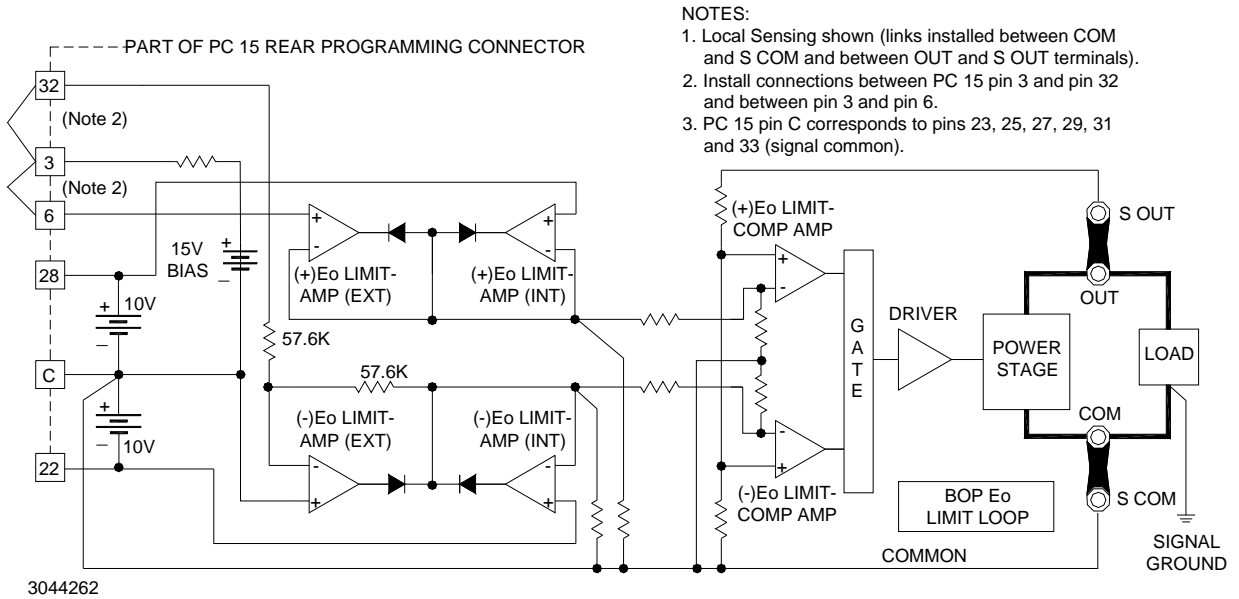 NOTES:
1. Local Sensing shown (links installed between COM
and S COM and between OUT and S OUT terminals).
2. Install connections between PC 15 pin 3 and pin 32
and between pin 3 and pin 6.
3. PC 15 pin C corresponds to pins 23, 25, 27, 29, 31
and 33 (signal common).
PART OF PC 15 REAR PROGRAMMING CONNECTOR
32
(Note 2)
3
(Note 2)
6
28
C
22
+
15V
BIAS
–
+
10V
–
+
10V
–
+
-
(+)Eo LIMIT-
AMP (EXT)
+
-
(+)Eo LIMIT-
AMP (INT)
57.6K
57.6K
(-)Eo LIMIT-
AMP (EXT)
-
+
(-)Eo LIMIT-
AMP (INT)
-
+
(+)Eo LIMIT-
COMP AMP
+
-
-
+
(-)Eo LIMIT-
COMP AMP
G
A
T
E
DRIVER
POWER
STAGE
S OUT
OUT
LOAD
COM
S COM
BOP Eo
LIMIT LOOP
COMMON
SIGNAL
GROUND
3044262